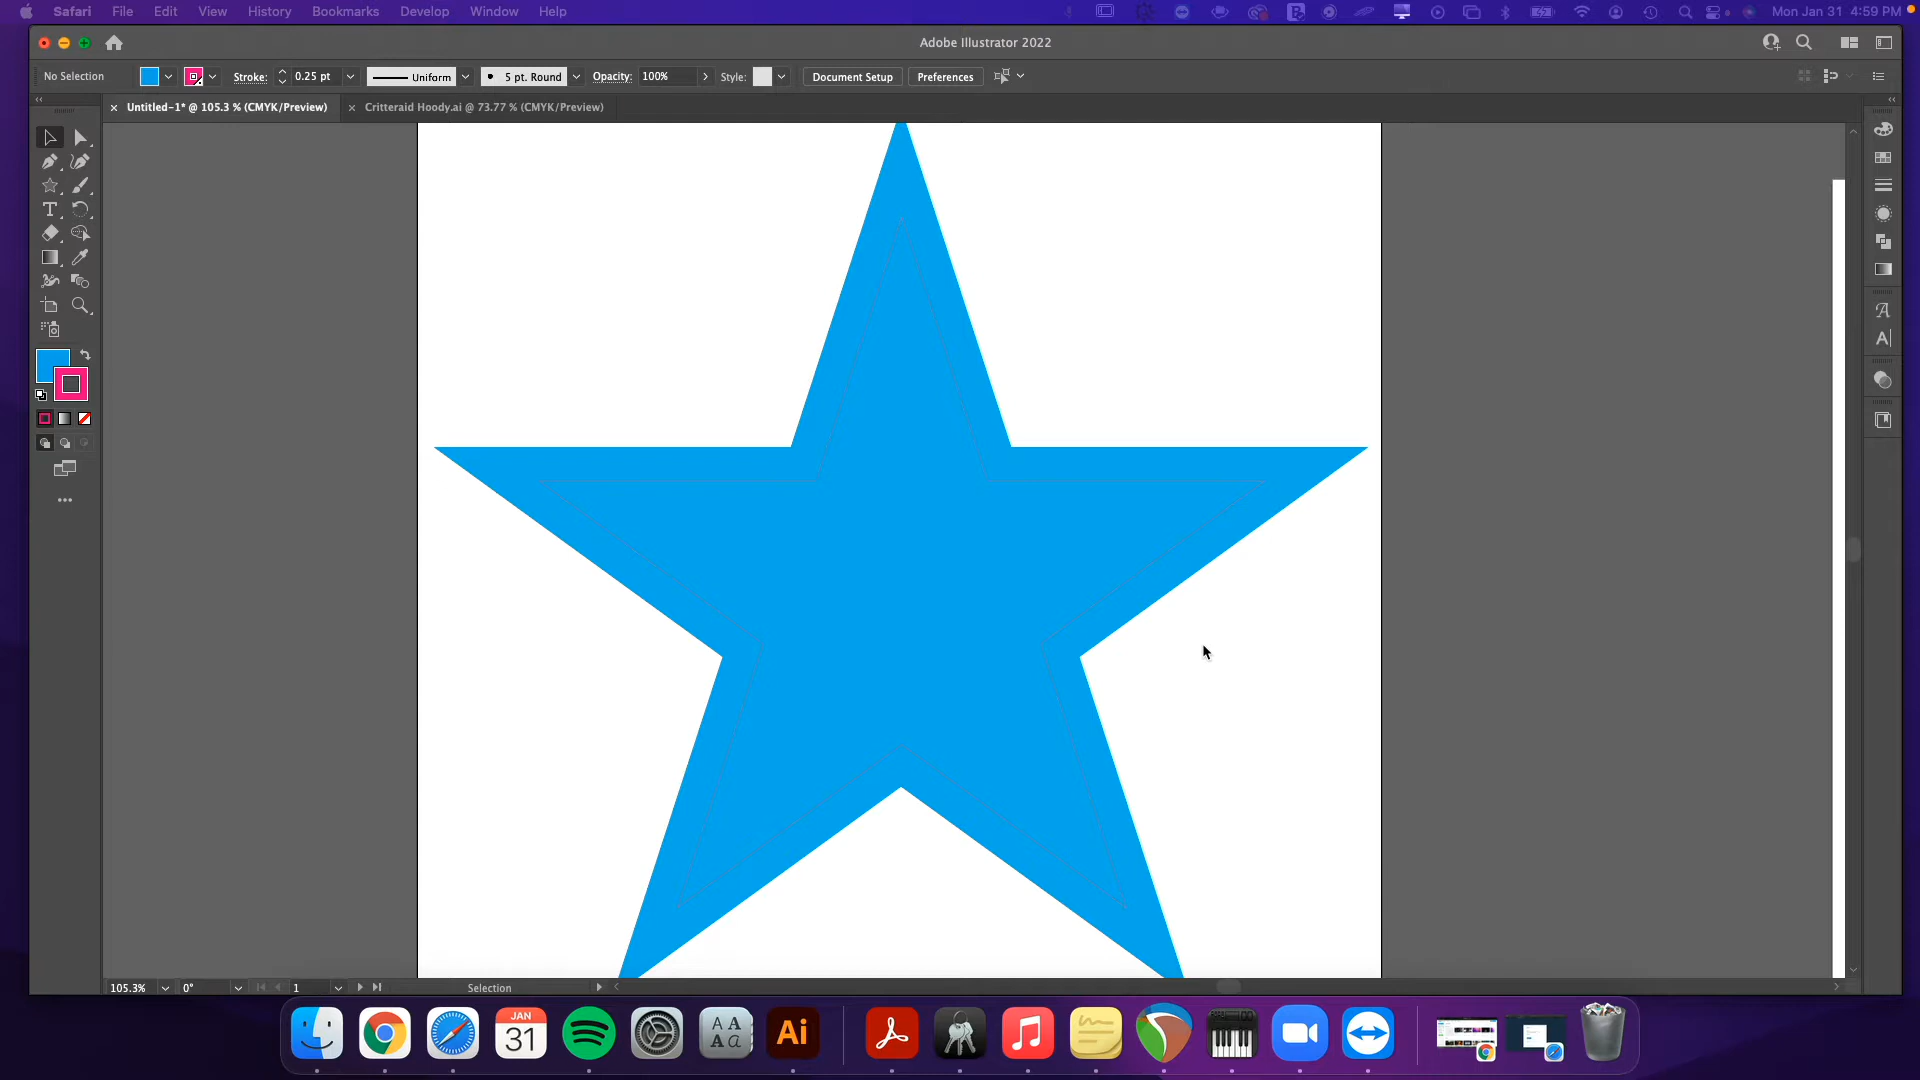 Safari File Edit View History Bookmarks Develop Window Help Mon Jan 31 4:59 PM
Adobe Illustrator 2022
No Selection Stroke: 0.25 pt Uniform 5 pt. Round Opacity: 100% Style: Document Setup Preferences
Untitled-1* @ 105.3 % (CMYK/Preview) Critteraid Hoody.ai @ 73.77 % (CMYK/Preview)
105.3% 0° 1 Selection
JAN
31
AA
Aa
Ai